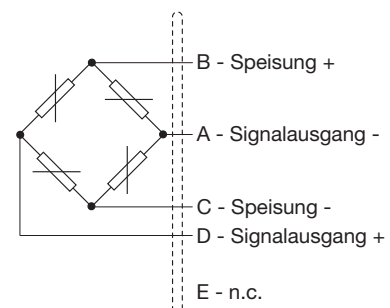 B - Speisung +
A - Signalausgang -
C - Speisung -
D - Signalausgang +
E - n.c.